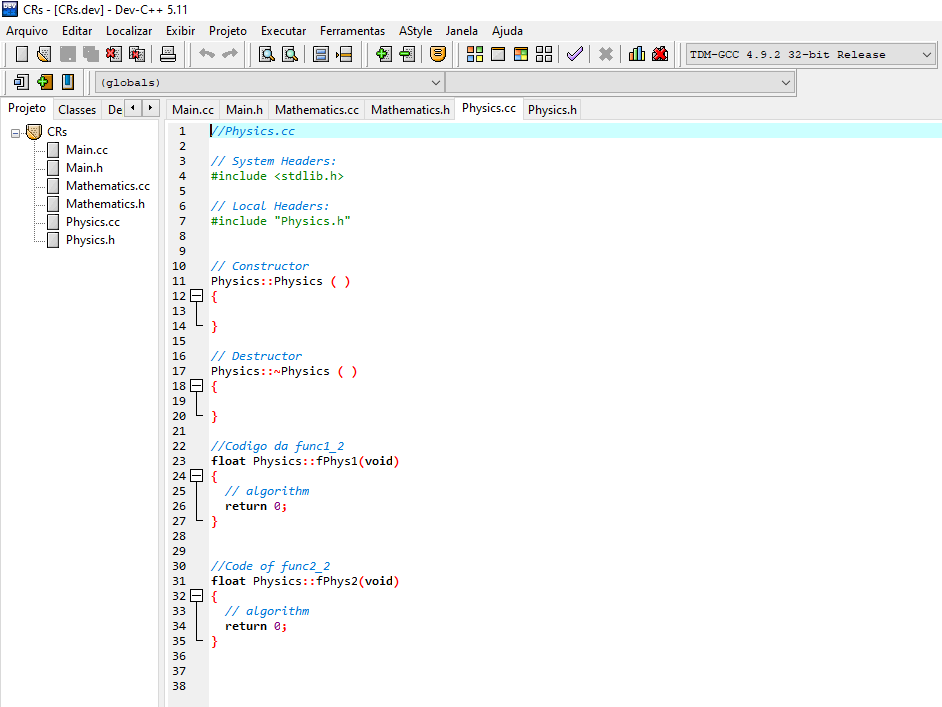 CRs - [CRs.dev] - Dev-C++ 5.11
Arquivo Editar Localizar Exibir Projeto Executar Ferramentas AStyle Janela Ajuda
TDM-GCC 4.9.2 32-bit Release
(globals)
Projeto Classes De
Main.cc Main.h Mathematics.cc Mathematics.h Physics.cc Physics.h
CRs
Main.cc
Main.h
Mathematics.cc
Mathematics.h
Physics.cc
Physics.h
1 //Physics.cc
2
3 // System Headers:
4 #include <stdlib.h>
5
6 // Local Headers:
7 #include "Physics.h"
8
9
10 // Constructor
11 Physics::Physics ( )
12 {
13
14 }
15
16 // Destructor
17 Physics::~Physics ( )
18 {
19
20 }
21
22 //Codigo da func1_2
23 float Physics::fPhys1(void)
24 {
25 // algorithm
26 return 0;
27 }
28
29
30 //Code of func2_2
31 float Physics::fPhys2(void)
32 {
33 // algorithm
34 return 0;
35 }
36
37
38